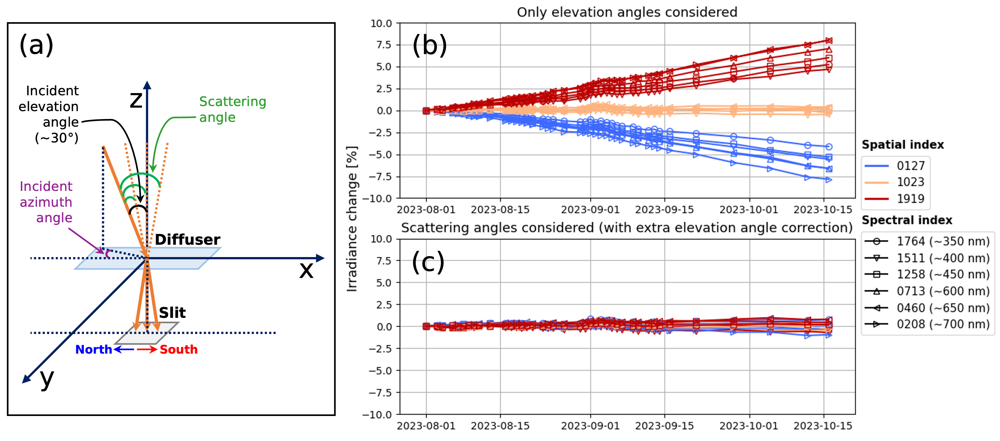 (a)
Incident
elevation
angle
(~30°)
z
Scattering
angle
Incident
azimuth
angle
Diffuser
x
Slit
North
South
y
Only elevation angles considered
(b)
10.0
7.5
5.0
2.5
0.0
−2.5
−5.0
−7.5
−10.0
2023-08-01
2023-08-15
2023-09-01
2023-09-15
2023-10-01
2023-10-15
Irradiance change [%]
Scattering angles considered (with extra elevation angle correction)
(c)
10.0
7.5
5.0
2.5
0.0
−2.5
−5.0
−7.5
−10.0
2023-08-01
2023-08-15
2023-09-01
2023-09-15
2023-10-01
2023-10-15
Spatial index
0127
1023
1919
Spectral index
1764 (~350 nm)
1511 (~400 nm)
1258 (~450 nm)
0713 (~600 nm)
0460 (~650 nm)
0208 (~700 nm)